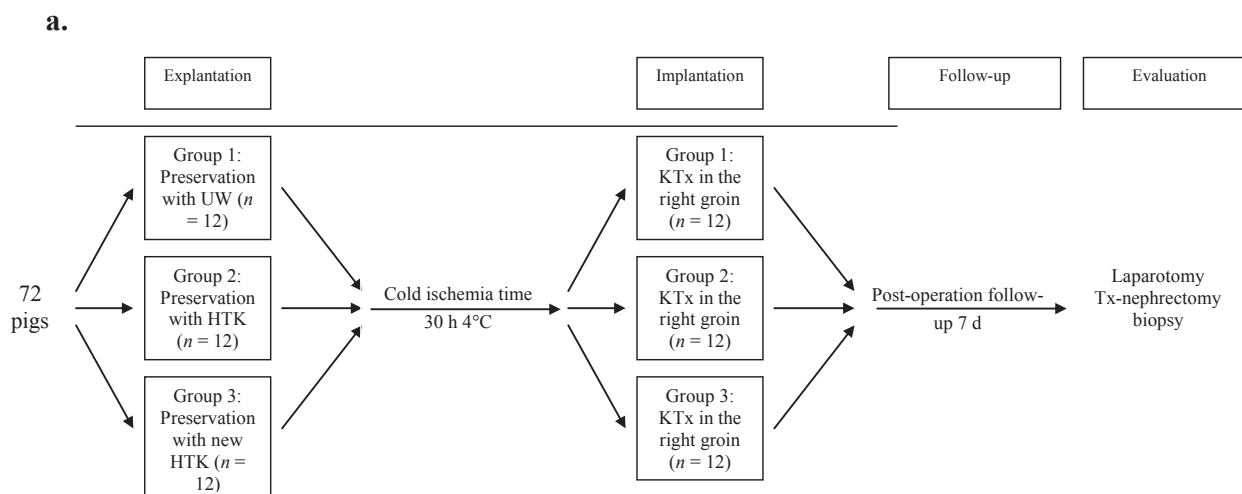 a.
Explantation
Implantation
Follow-up
Evaluation
Group 1:
Preservation
with UW (n
= 12)
Group 1:
KTx in the
right groin
(n = 12)
72
pigs
Group 2:
Preservation
with HTK
(n = 12)
Cold ischemia time
30 h 4°C
Group 2:
KTx in the
right groin
(n = 12)
Post-operation follow-
up 7 d
Laparotomy
Tx-nephrectomy
biopsy
Group 3:
Preservation
with new
HTK (n =
12)
Group 3:
KTx in the
right groin
(n = 12)